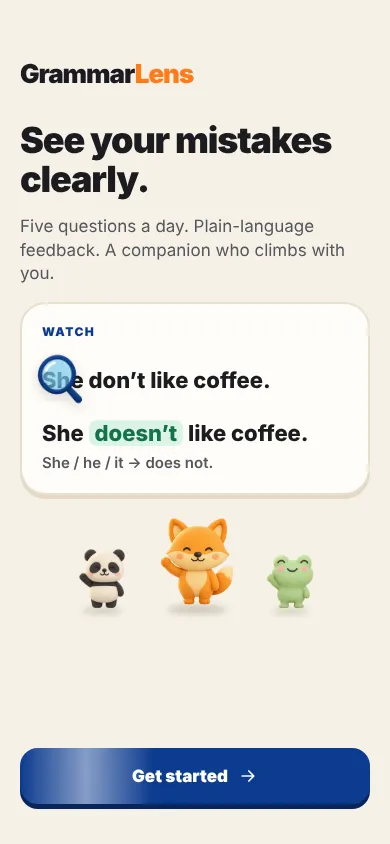 GrammarLens
See your mistakes
clearly.
Five questions a day. Plain-language
feedback. A companion who climbs with
you.
WATCH
She don’t like coffee.
She doesn’t like coffee.
She / he / it → does not.
Get started →